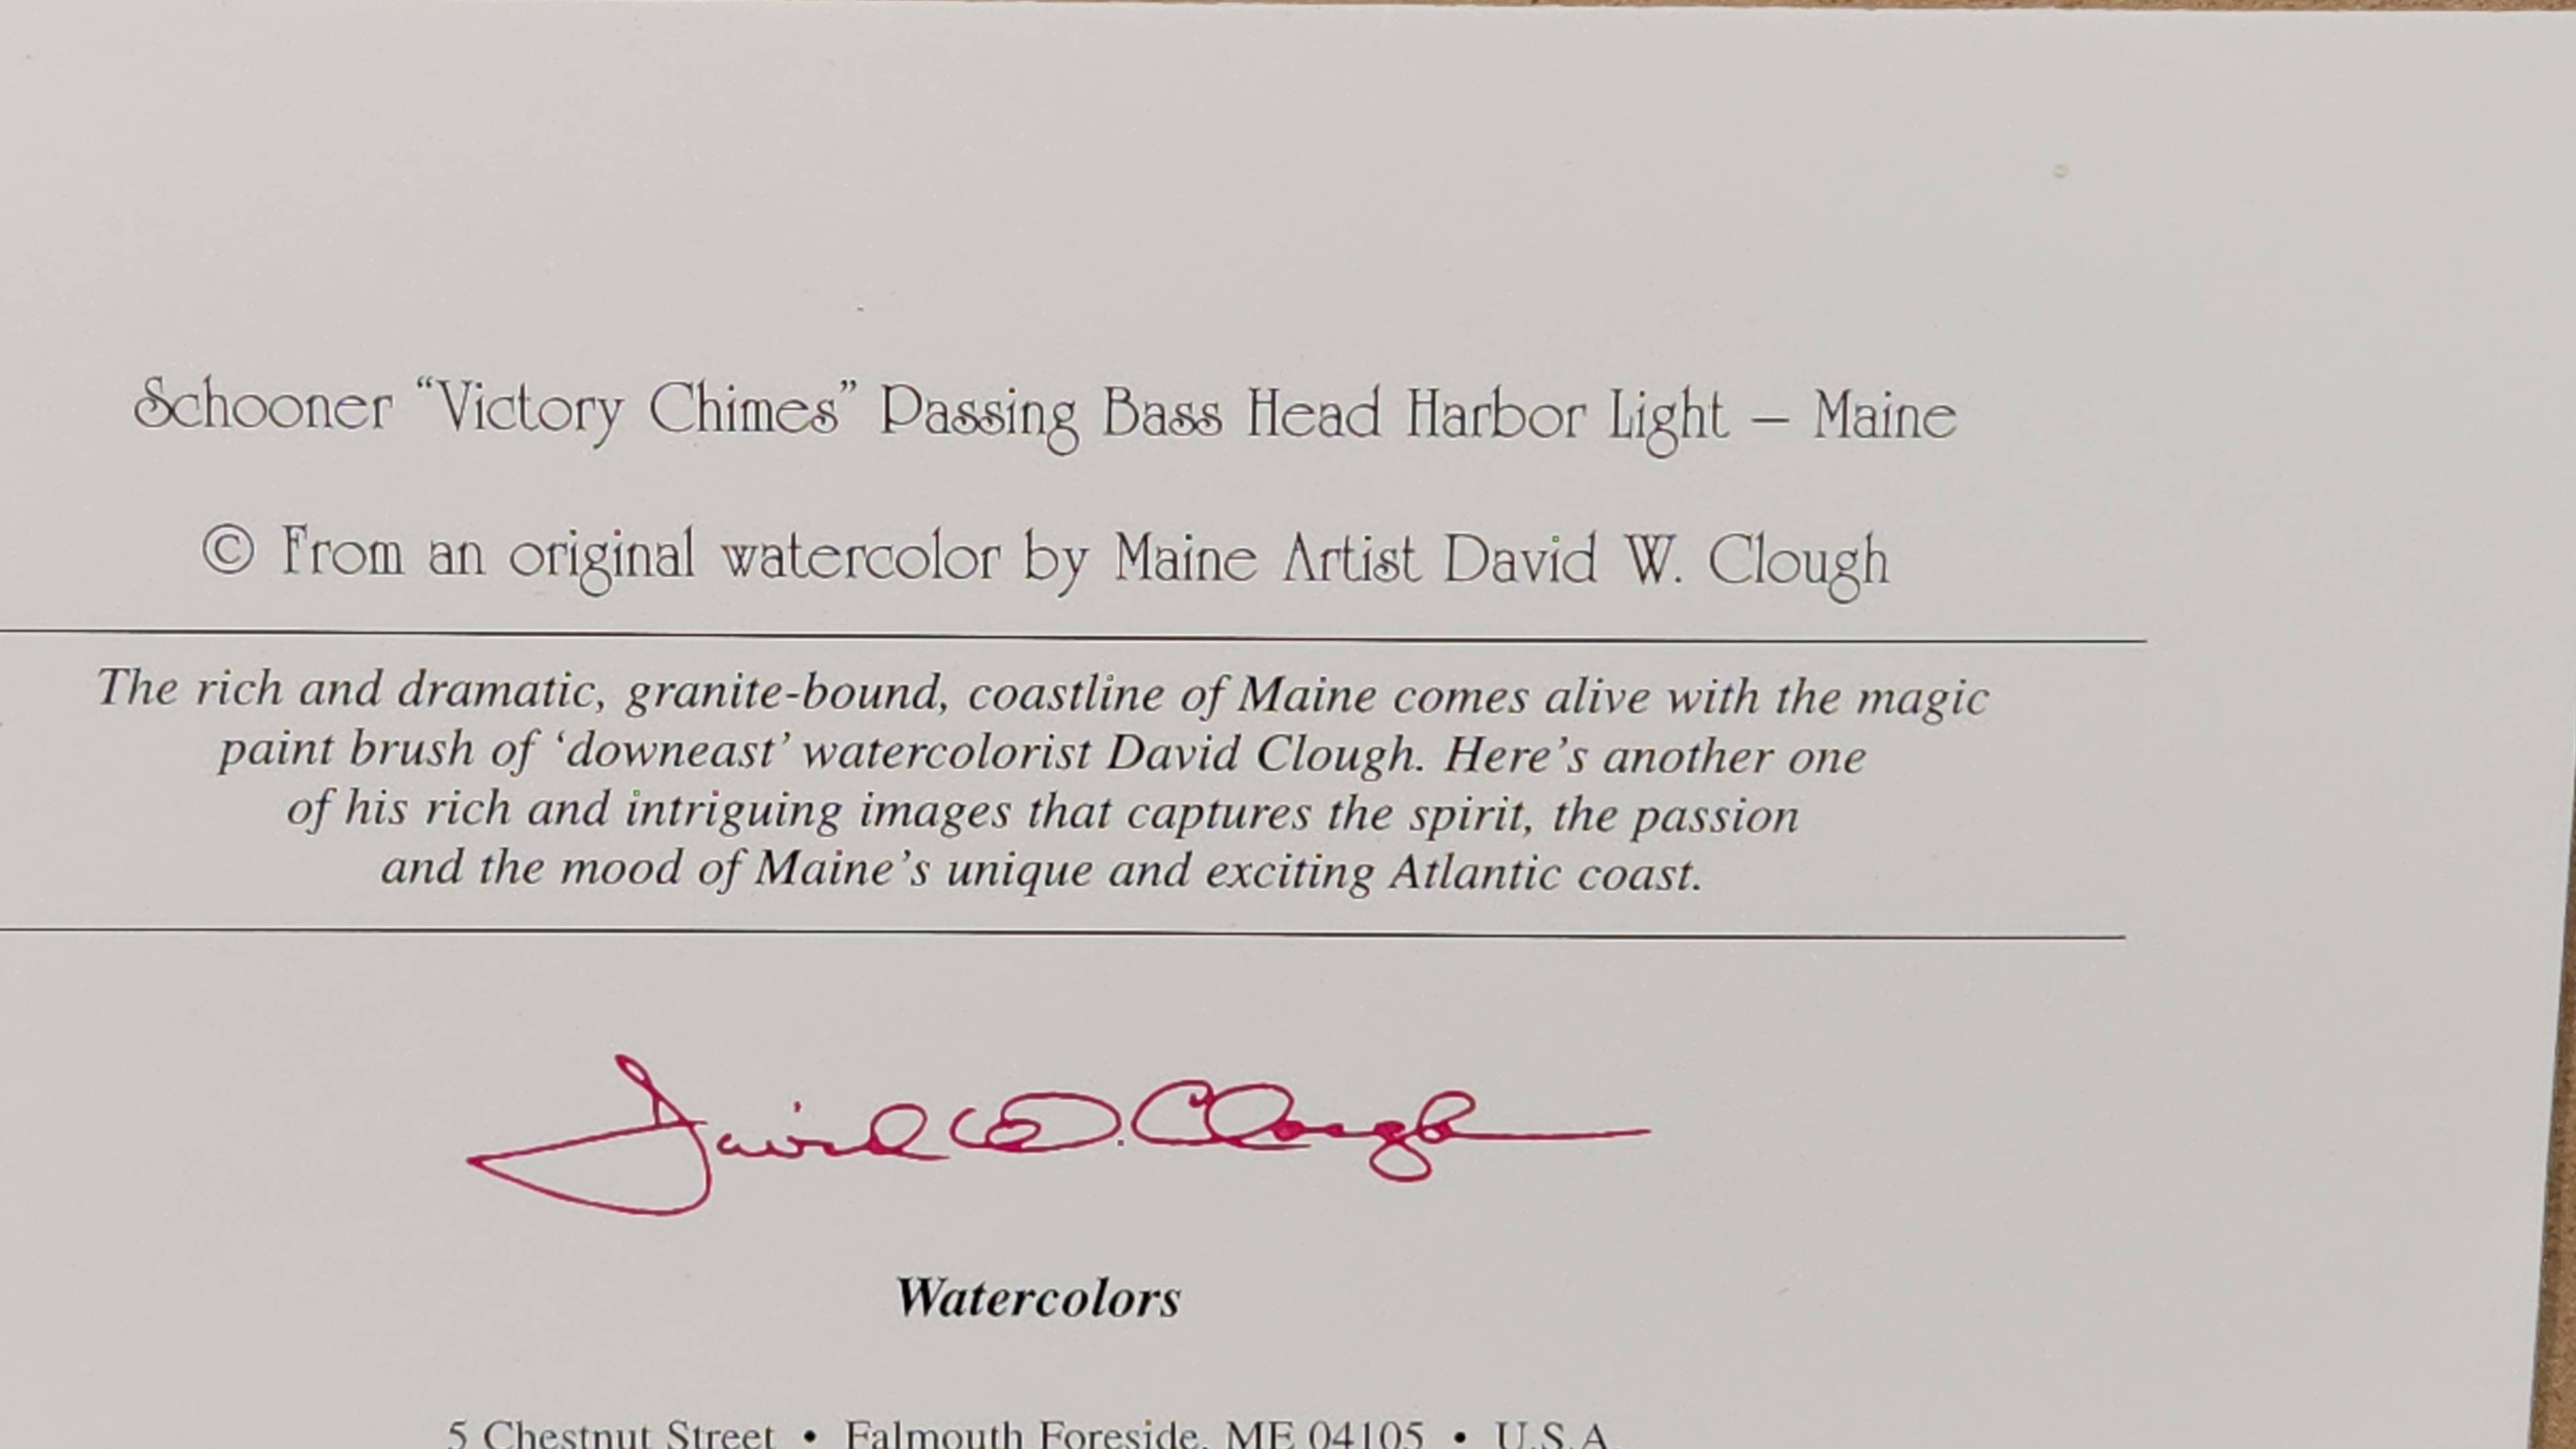 Schooner “Victory Chimes” Passing Bass Head Harbor Light – Maine
© From an original watercolor by Maine Artist David W. Clough
The rich and dramatic, granite-bound, coastline of Maine comes alive with the magic
paint brush of ‘downeast’ watercolorist David Clough. Here’s another one
of his rich and intriguing images that captures the spirit, the passion
and the mood of Maine’s unique and exciting Atlantic coast.
David W. Clough
Watercolors
5 Chestnut Street • Falmouth Foreside, ME 04105 • U.S.A.